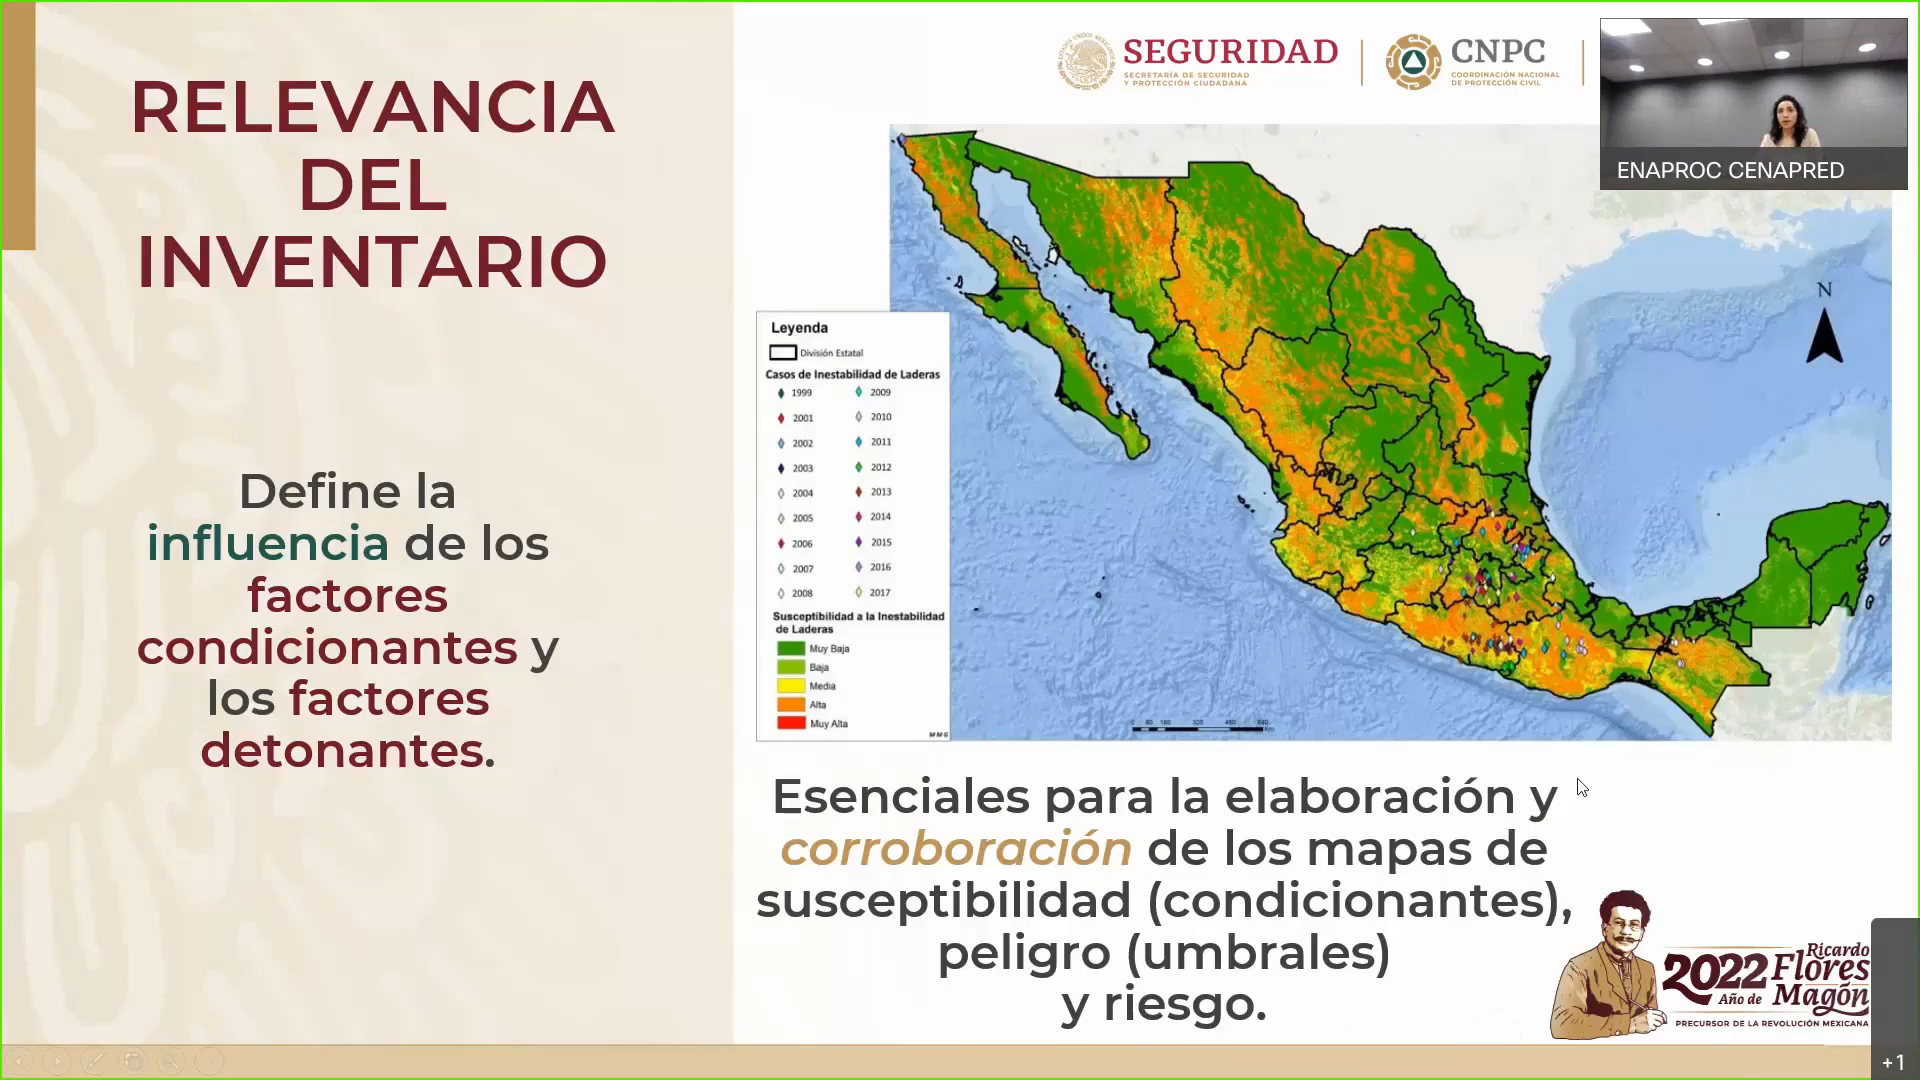 RELEVANCIA
DEL
INVENTARIO
Define la
influencia de los
factores
condicionantes y
los factores
detonantes.
SEGURIDAD
SECRETARÍA DE SEGURIDAD
Y PROTECCIÓN CIUDADANA
CNPC
COORDINACIÓN NACIONAL
DE PROTECCIÓN CIVIL
ENAPROC CENAPRED
N
Leyenda
División Estatal
Casos de Inestabilidad de Laderas
1999 2009
2001 2010
2002 2011
2003 2012
2004 2013
2005 2014
2006 2015
2007 2016
2008 2017
Susceptibilidad a la Inestabilidad
de Laderas
Muy Baja
Baja
Media
Alta
Muy Alta
MMG
Esenciales para la elaboración y
corroboración de los mapas de
susceptibilidad (condicionantes),
peligro (umbrales)
y riesgo.
2022 Ricardo
Flores
Año de Magón
PRECURSOR DE LA REVOLUCIÓN MEXICANA
+1